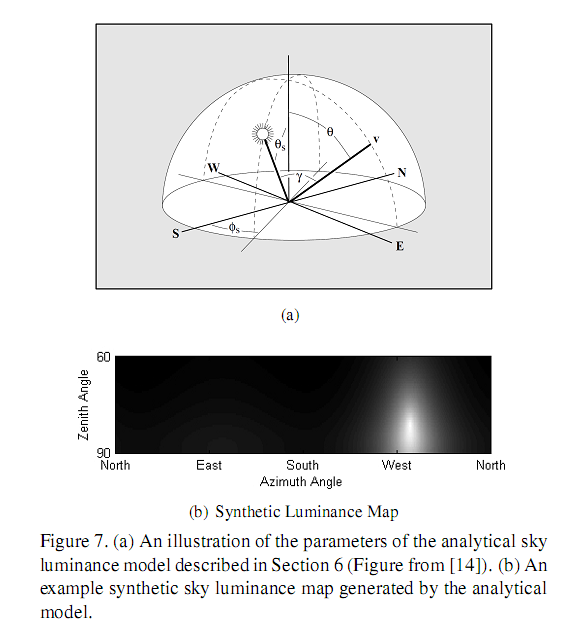 θ
v
θs
W
γ
N
S
ϕs
E
(a)
60
Zenith Angle
90
North East South West North
Azimuth Angle
(b) Synthetic Luminance Map
Figure 7. (a) An illustration of the parameters of the analytical sky
luminance model described in Section 6 (Figure from [14]). (b) An
example synthetic sky luminance map generated by the analytical
model.